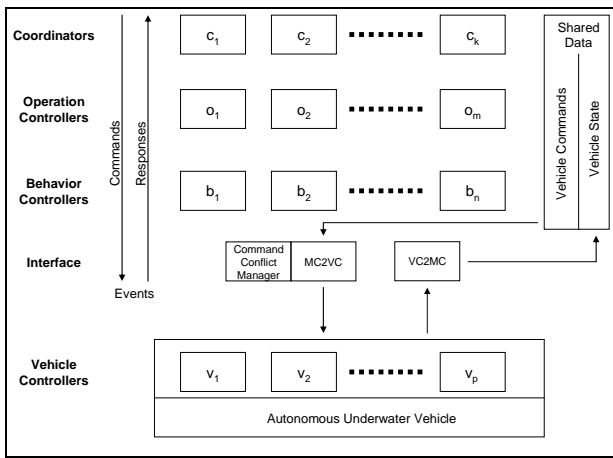 Coordinators
c1
c2
ck
Shared
Data
Operation
Controllers
o1
o2
om
Commands
Responses
Vehicle Commands
Vehicle State
Behavior
Controllers
b1
b2
bn
Interface
Command
Conflict
Manager
MC2VC
VC2MC
Events
Vehicle
Controllers
v1
v2
vp
Autonomous Underwater Vehicle